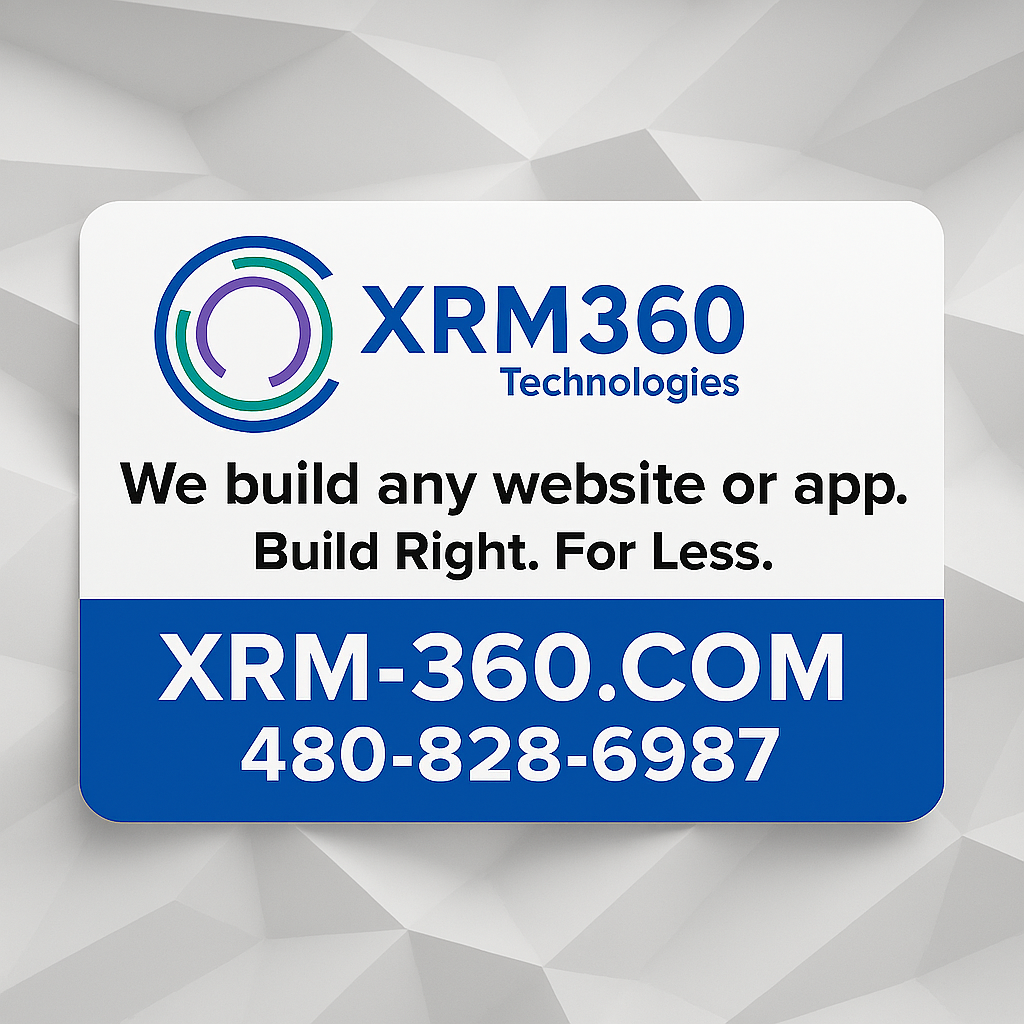 XRM360
Technologies
We build any website or app.
Build Right. For Less.
XRM-360.COM
480-828-6987